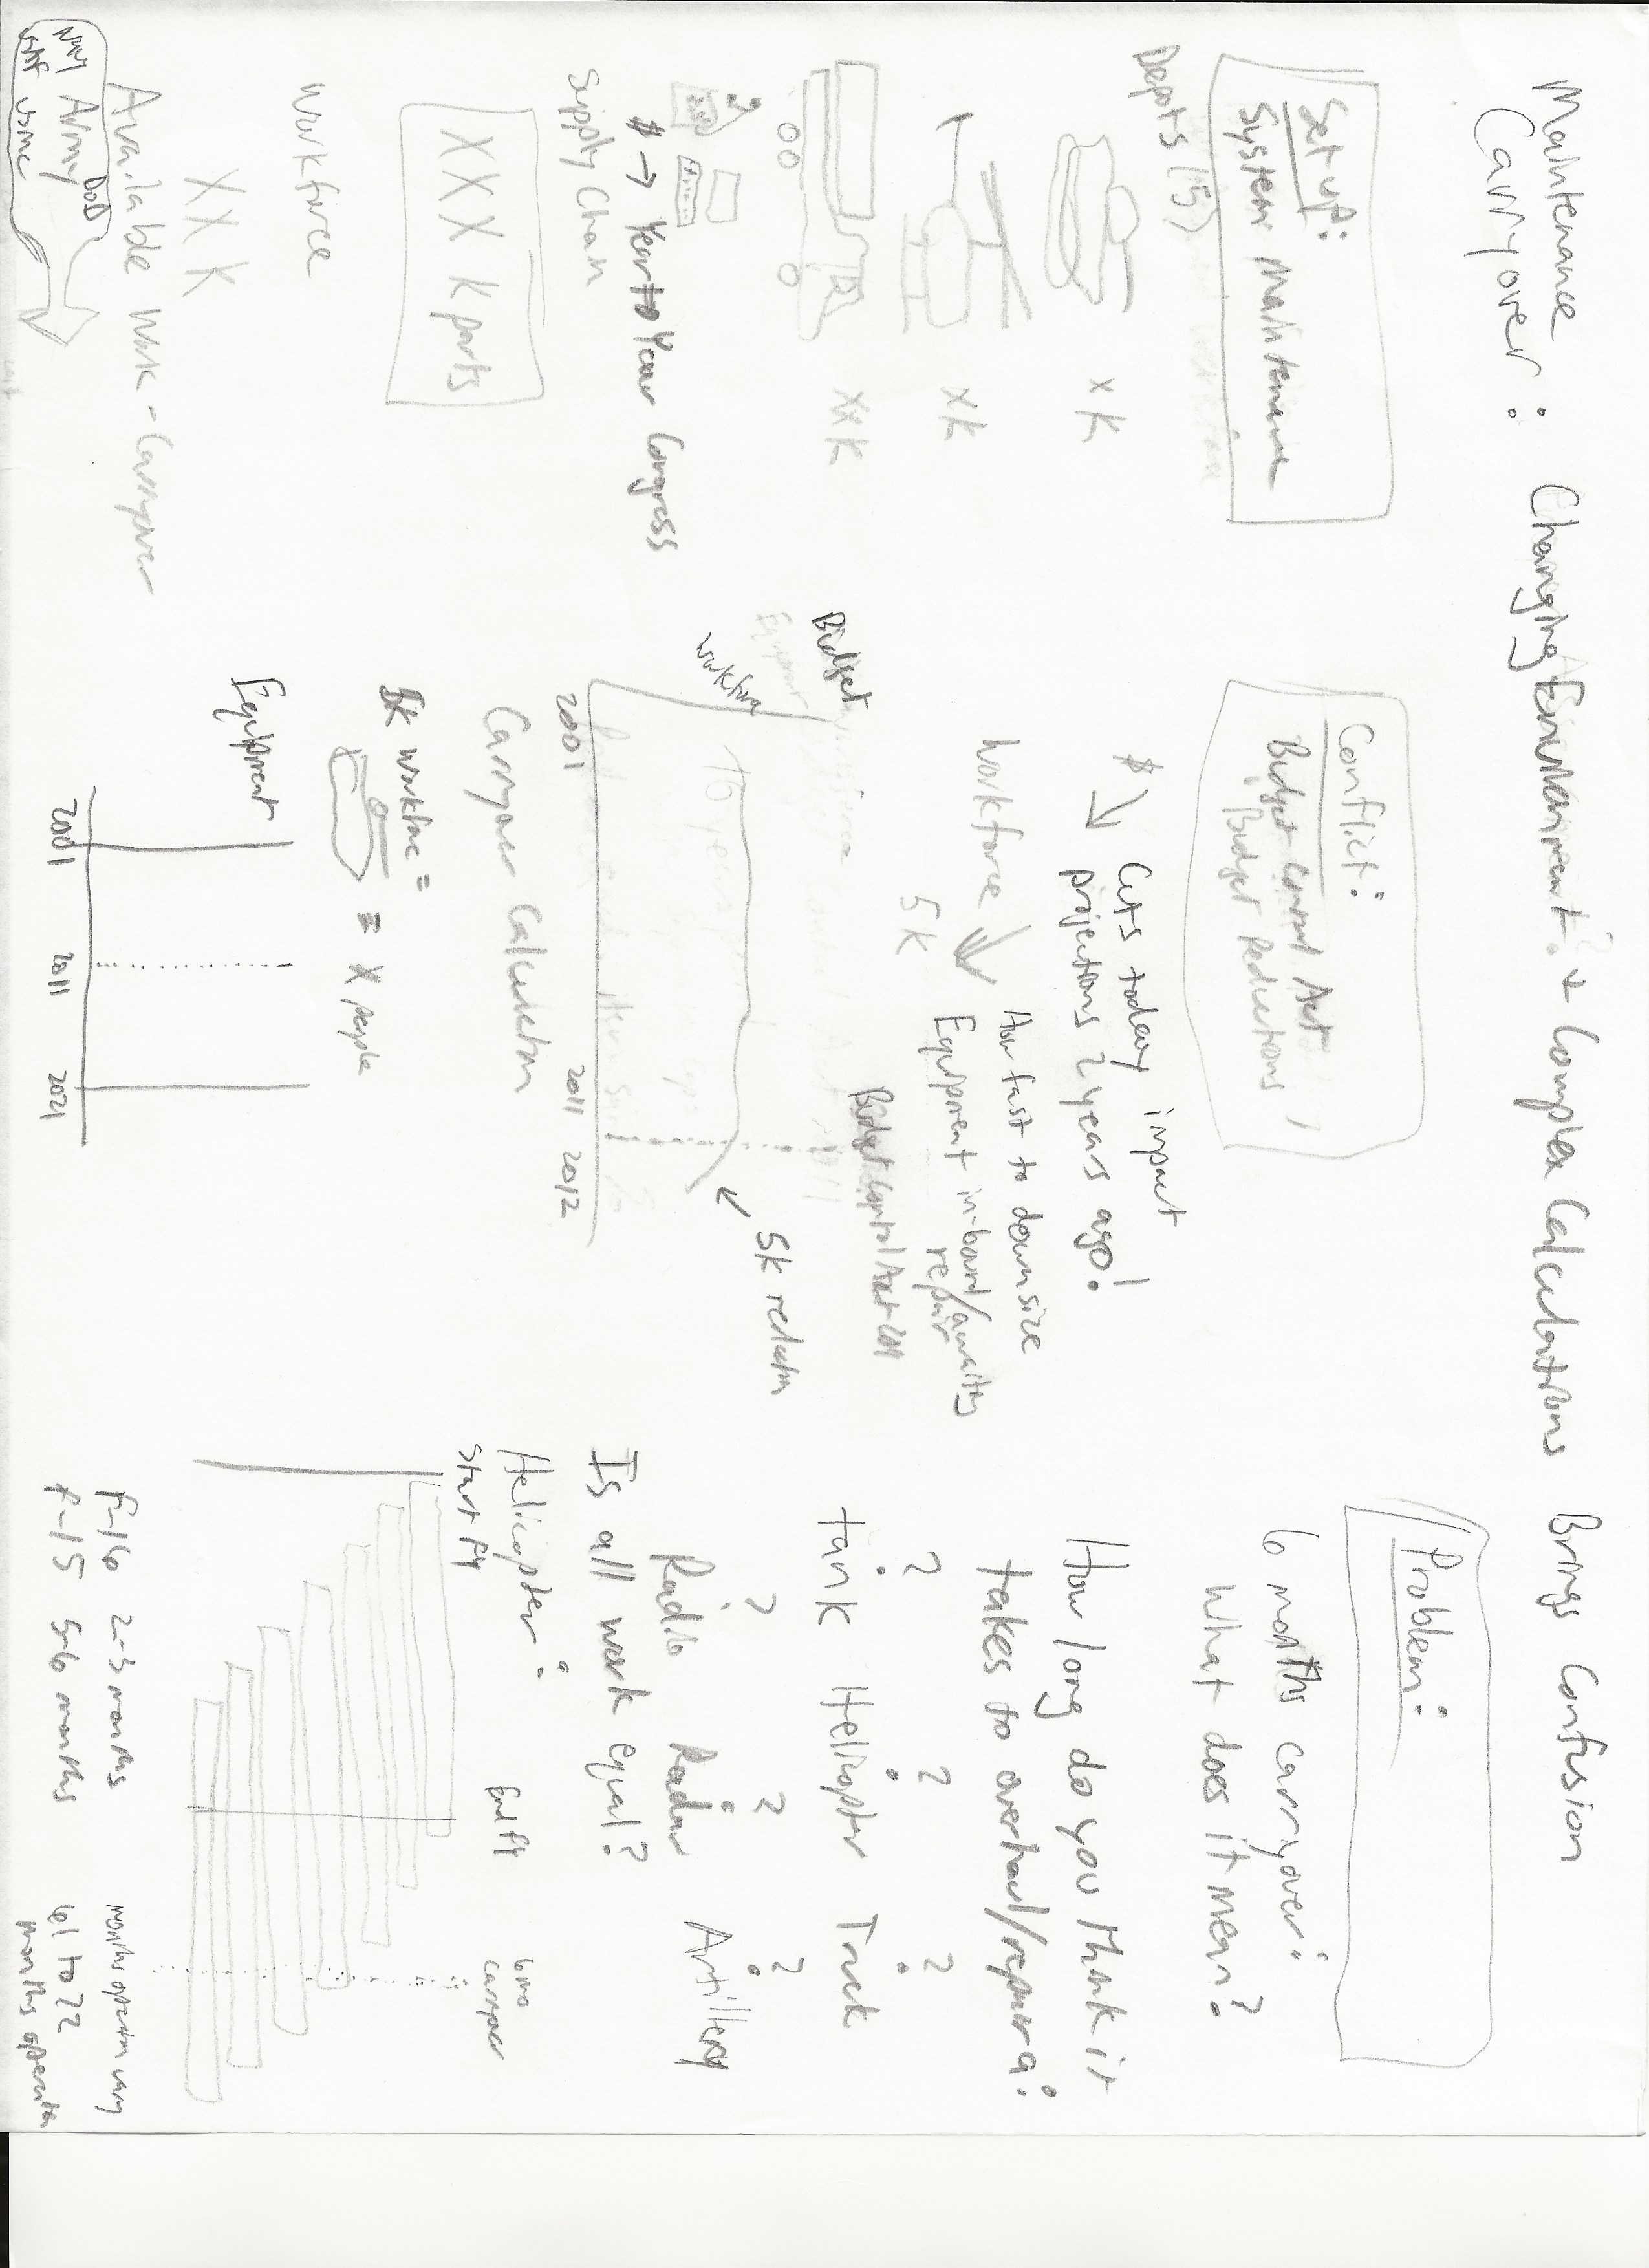 Maintenance
Carryover: Changing Environment + Complex Calculations Brings Confusion
Set up:
System Maintenance
Depots (5)
x K
x K
xx K
$ → Year to Year Congress
Supply Chain
XXX K parts
Workforce
XX K
Available Work - Carryover
Navy Army DoD
USAF USMC
Conflict:
Budget Control Act
Budget Reductions
$ Cuts today impact
projections 2 years ago!
Workforce
5K
How fast to downsize
Equipment in-bound/awaiting
repair
Budget Control Act 2011
Budget
Workforce
5K reduction
2001 2011 2012
Carryover Calculation
5K workforc =
= X people
Equipment
2001 2011 2021
Problem:
6 months carryover:
What does it mean?
How long do you think it
takes to overhaul/repair a:
? ? ?
tank Helicopter Truck
? ? ?
Radio Radar Artillery
Is all work equal?
Helicopter:
Start FY
End FY
6 mo
carryover
F-16 2-3 months
F-15 5-6 months
months operation vary
to 22
months operation